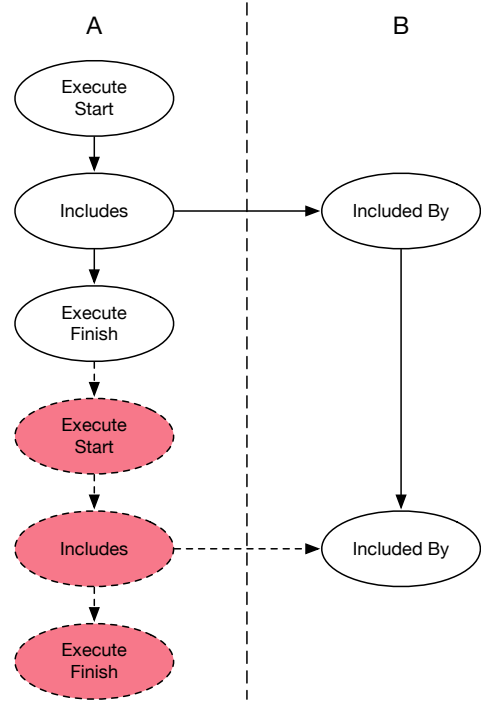 A
B
Execute
Start
Includes
Included By
Execute
Finish
Execute
Start
Includes
Included By
Execute
Finish